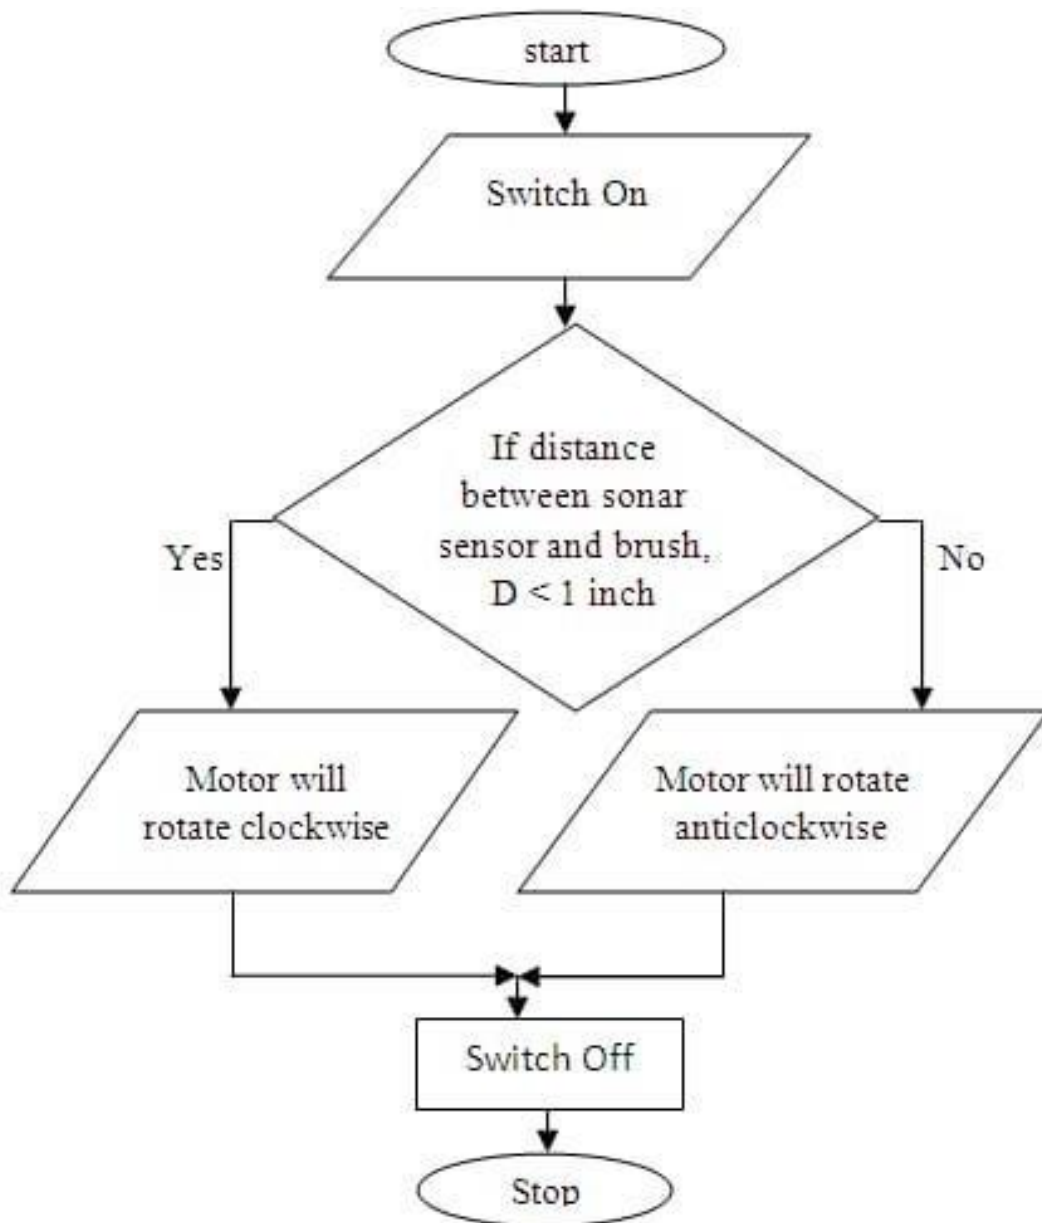 start
Switch On
If distance
between sonar
sensor and brush,
D < 1 inch
Yes
No
Motor will
rotate clockwise
Motor will rotate
anticlockwise
Switch Off
Stop